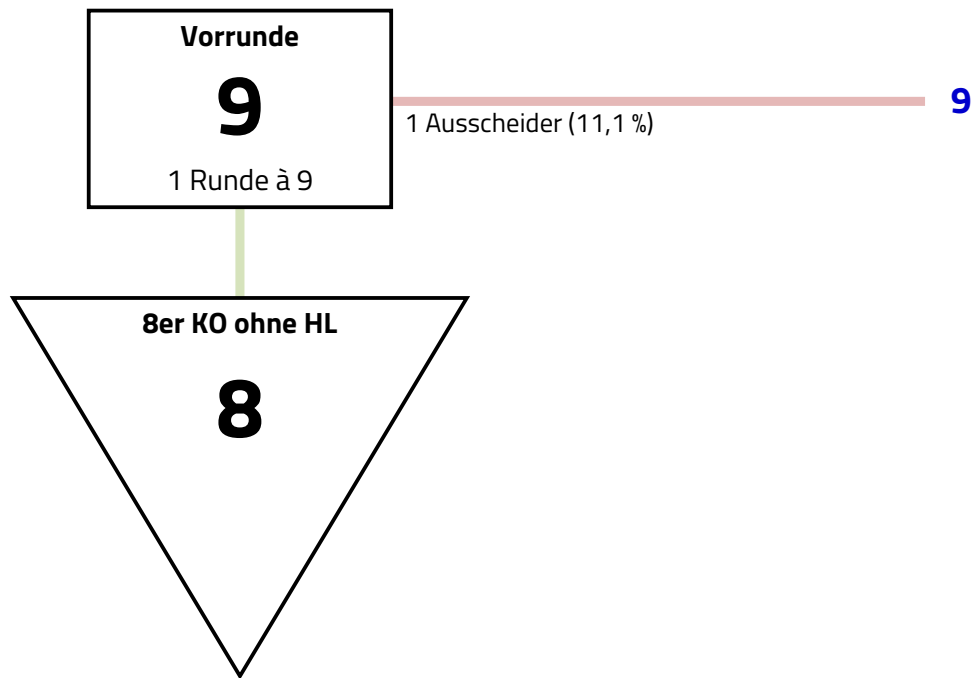 Vorrunde
9
1 Runde à 9
1 Ausscheider (11,1 %)
9
8er KO ohne HL
8